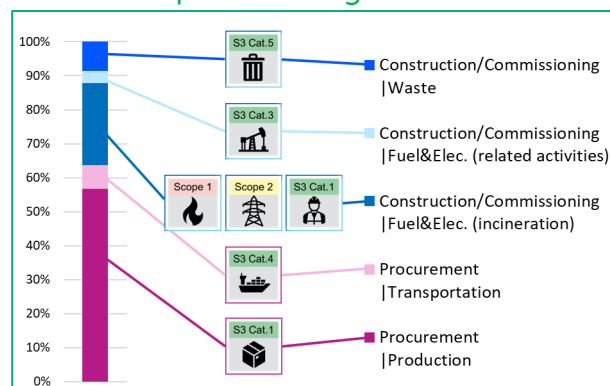 100%
90%
80%
70%
60%
50%
40%
30%
20%
10%
0%
S3 Cat.5
S3 Cat.3
Scope 1
Scope 2
S3 Cat.1
S3 Cat.4
S3 Cat.1
Construction/Commissioning
|Waste
Construction/Commissioning
|Fuel&Elec. (related activities)
Construction/Commissioning
|Fuel&Elec. (incineration)
Procurement
|Transportation
Procurement
|Production